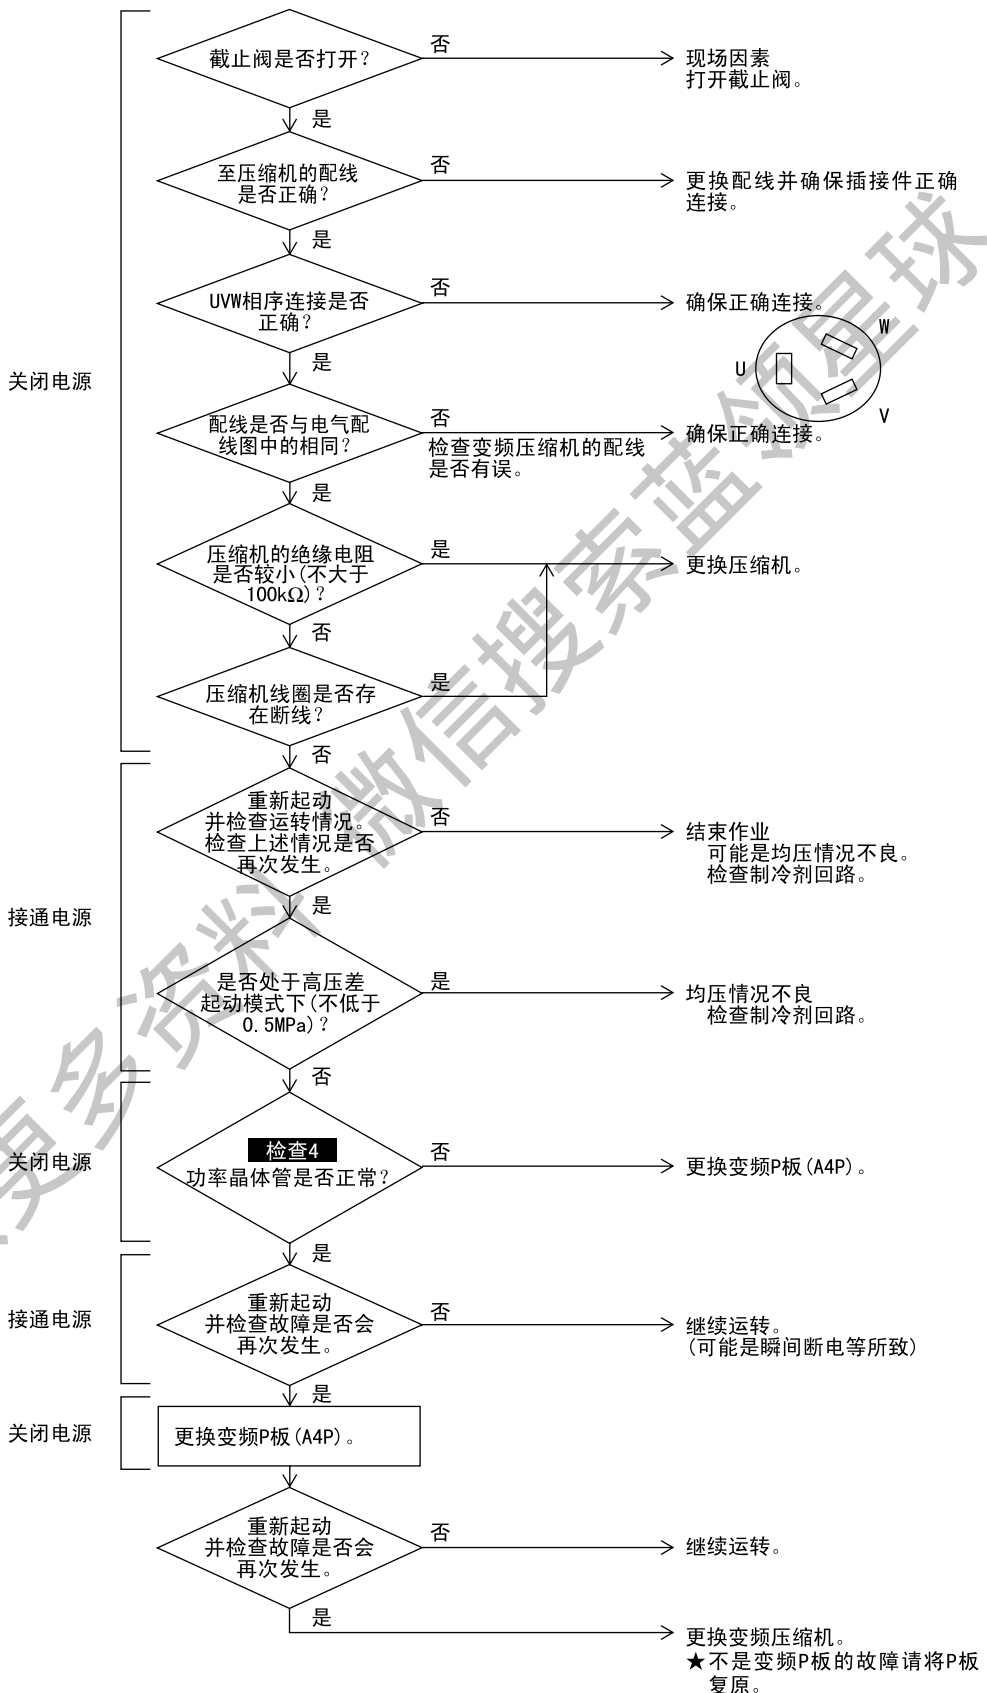 截止阀是否打开？
否
现场因素
打开截止阀。
是
至压缩机的配线
是否正确？
否
更换配线并确保插接件正确
连接。
是
UVW相序连接是否
正确？
否
确保正确连接。
U
W
V
是
关闭电源
配线是否与电气配
线图中的相同？
否
检查变频压缩机的配线
是否有误。
确保正确连接。
是
压缩机的绝缘电阻
是否较小(不大于
100kΩ)？
是
更换压缩机。
否
压缩机线圈是否存
在断线？
是
否
重新起动
并检查运转情况。
检查上述情况是否
再次发生。
否
结束作业
可能是均压情况不良。
检查制冷剂回路。
是
接通电源
是否处于高压差
起动模式下(不低于
0.5MPa)？
是
均压情况不良
检查制冷剂回路。
否
关闭电源
检查4
功率晶体管是否正常？
否
更换变频P板(A4P)。
是
接通电源
重新起动
并检查故障是否会
再次发生。
否
继续运转。
(可能是瞬间断电等所致)
是
关闭电源
更换变频P板(A4P)。
重新起动
并检查故障是否会
再次发生。
否
继续运转。
是
更换变频压缩机。
★不是变频P板的故障请将P板
复原。
更多资料 微信搜索蓝领星球